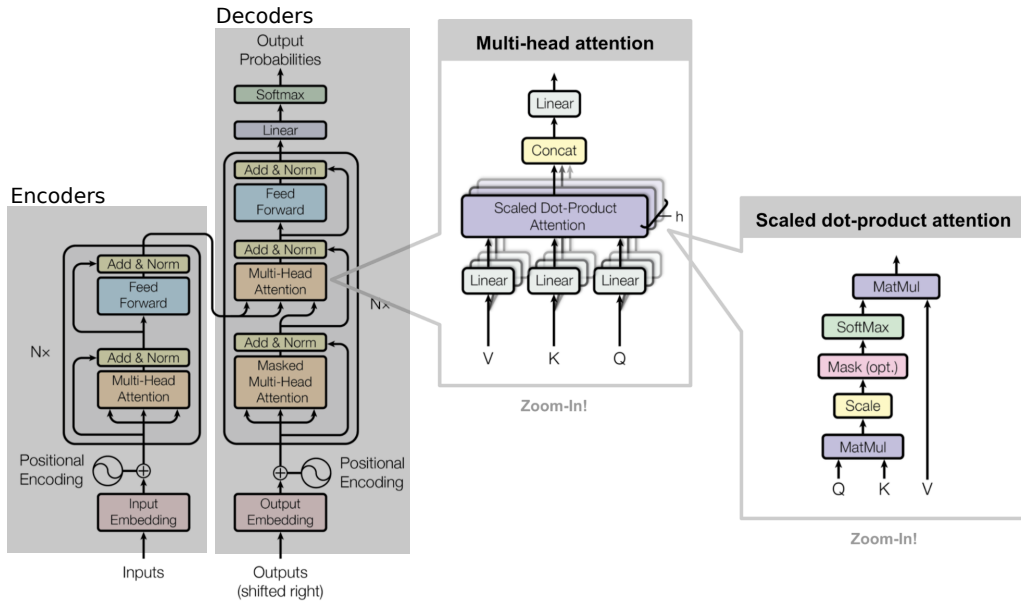 Decoders
Output
Probabilities
Softmax
Linear
Add & Norm
Feed
Forward
Add & Norm
Multi-Head
Attention
N×
Add & Norm
Masked
Multi-Head
Attention
Positional
Encoding
Output
Embedding
Outputs
(shifted right)
Encoders
Add & Norm
Feed
Forward
N×
Add & Norm
Multi-Head
Attention
Positional
Encoding
Input
Embedding
Inputs
Multi-head attention
Linear
Concat
Scaled Dot-Product
Attention
h
Linear
Linear
Linear
V
K
Q
Zoom-In!
Scaled dot-product attention
MatMul
SoftMax
Mask (opt.)
Scale
MatMul
Q
K
V
Zoom-In!